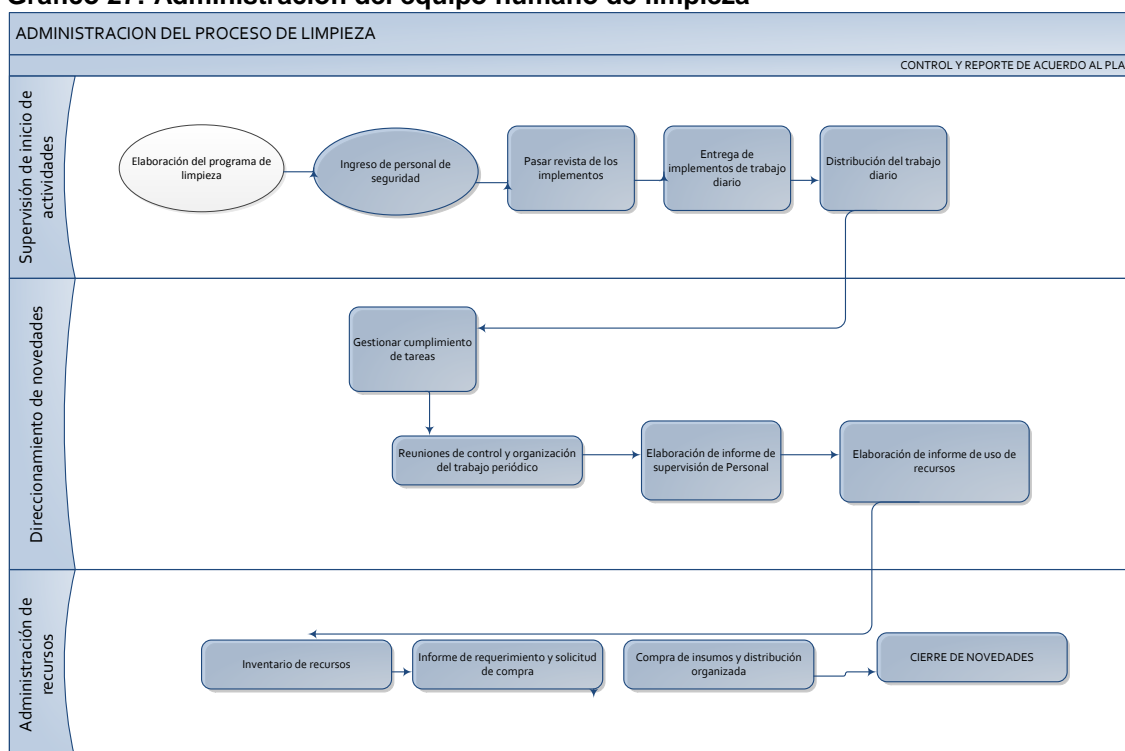 Gráfico 27: Administración del equipo humano de limpieza
ADMINISTRACION DEL PROCESO DE LIMPIEZA
CONTROL Y REPORTE DE ACUERDO AL PLA
Supervisión de inicio de
actividades
Elaboración del programa de
limpieza
Ingreso de personal de
seguridad
Pasar revista de los
implementos
Entrega de
implementos de trabajo
diario
Distribución del trabajo
diario
Direccionamiento de novedades
Gestionar cumplimiento
de tareas
Reuniones de control y organización
del trabajo periódico
Elaboración de informe de
supervisión de Personal
Elaboración de informe de uso de
recursos
Administración de
recursos
Inventario de recursos
Informe de requerimiento y solicitud
de compra
Compra de insumos y distribución
organizada
CIERRE DE NOVEDADES